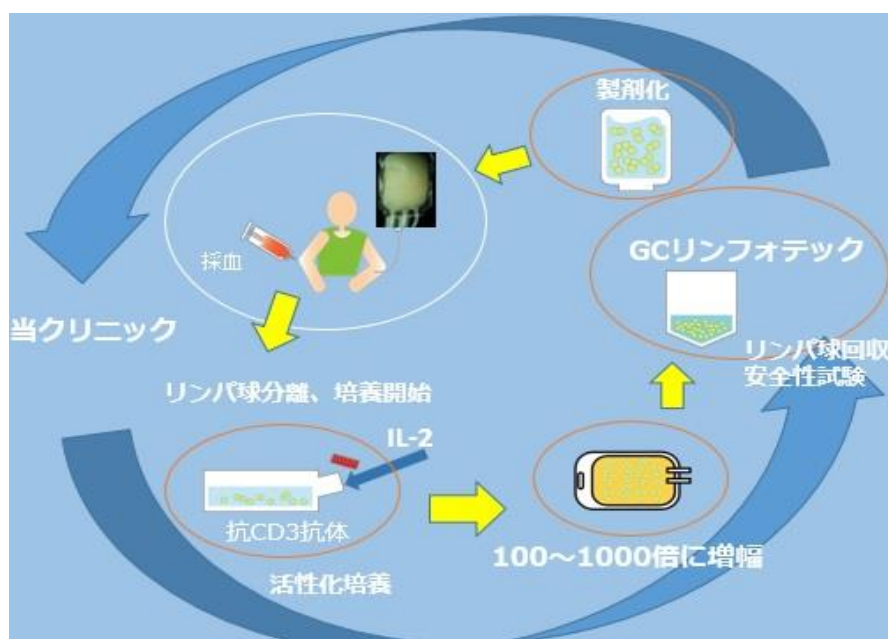 製剤化
GCリンフォテック
採血
当クリニック
リンパ球回収
安全性試験
リンパ球分離、培養開始
IL-2
抗CD3抗体
100～1000倍に増幅
活性化培養